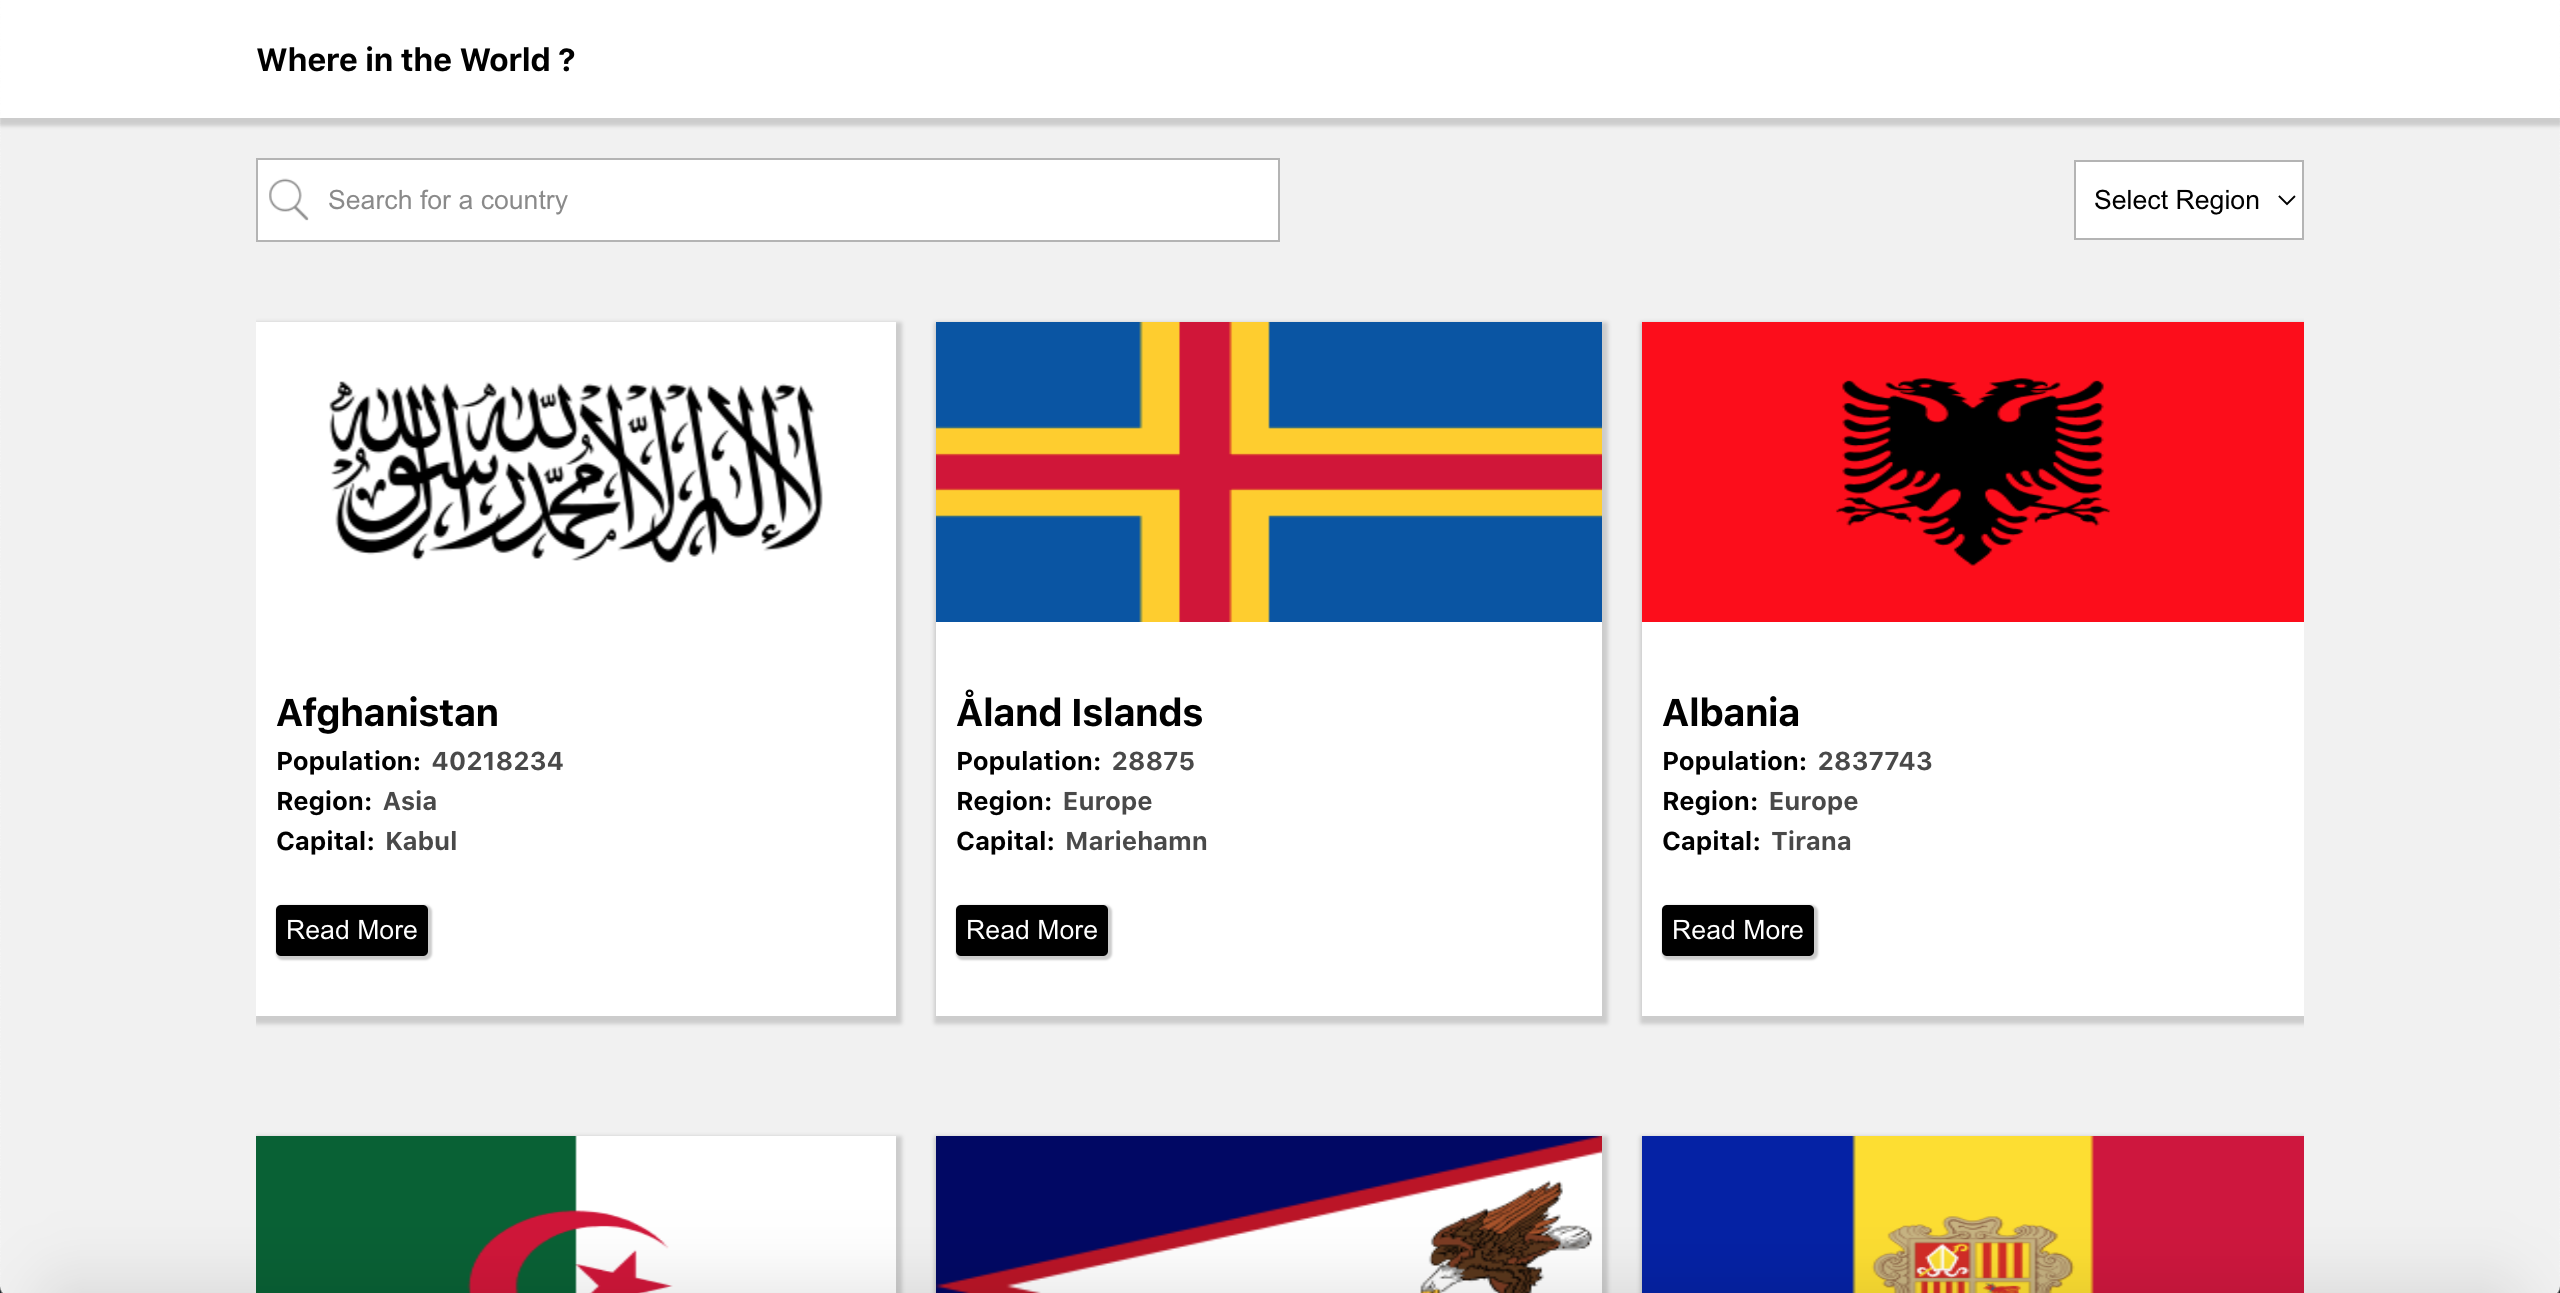 Where in the World ?
Search for a country
Select Region
لا إله إلا الله محمد رسول الله
Afghanistan
Population: 40218234
Region: Asia
Capital: Kabul
Read More
Åland Islands
Population: 28875
Region: Europe
Capital: Mariehamn
Read More
Albania
Population: 2837743
Region: Europe
Capital: Tirana
Read More